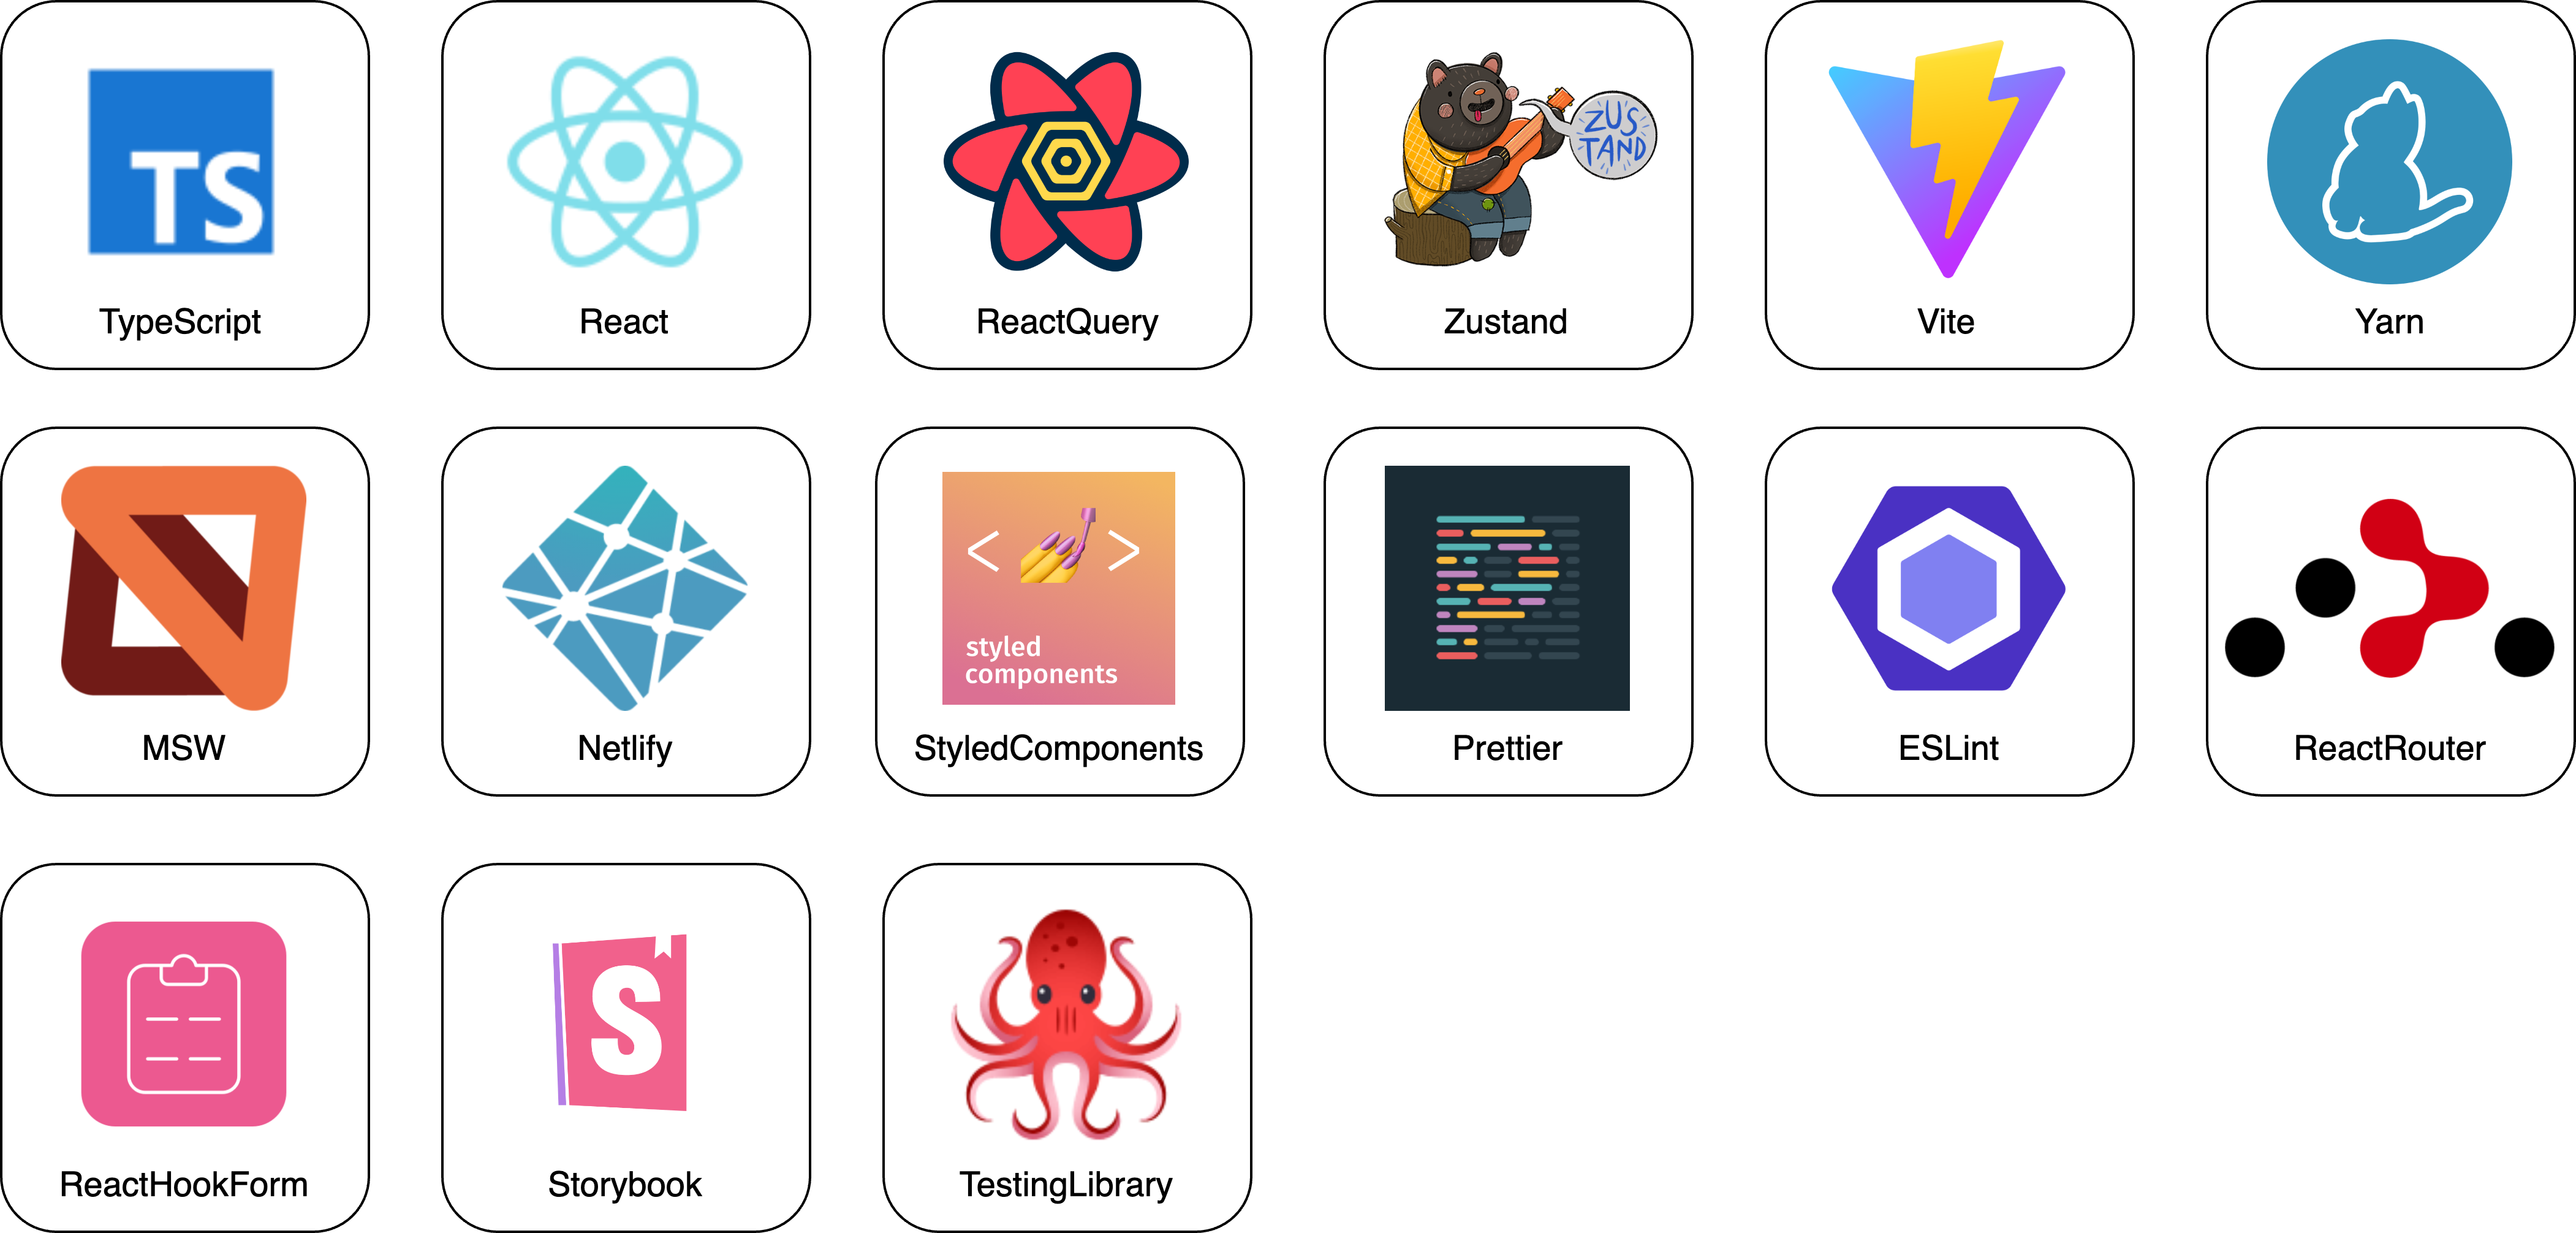 TS
TypeScript
React
ReactQuery
ZUS
TAND
Zustand
Vite
Yarn
MSW
Netlify
< >
styled
components
StyledComponents
Prettier
ESLint
ReactRouter
ReactHookForm
S
Storybook
TestingLibrary